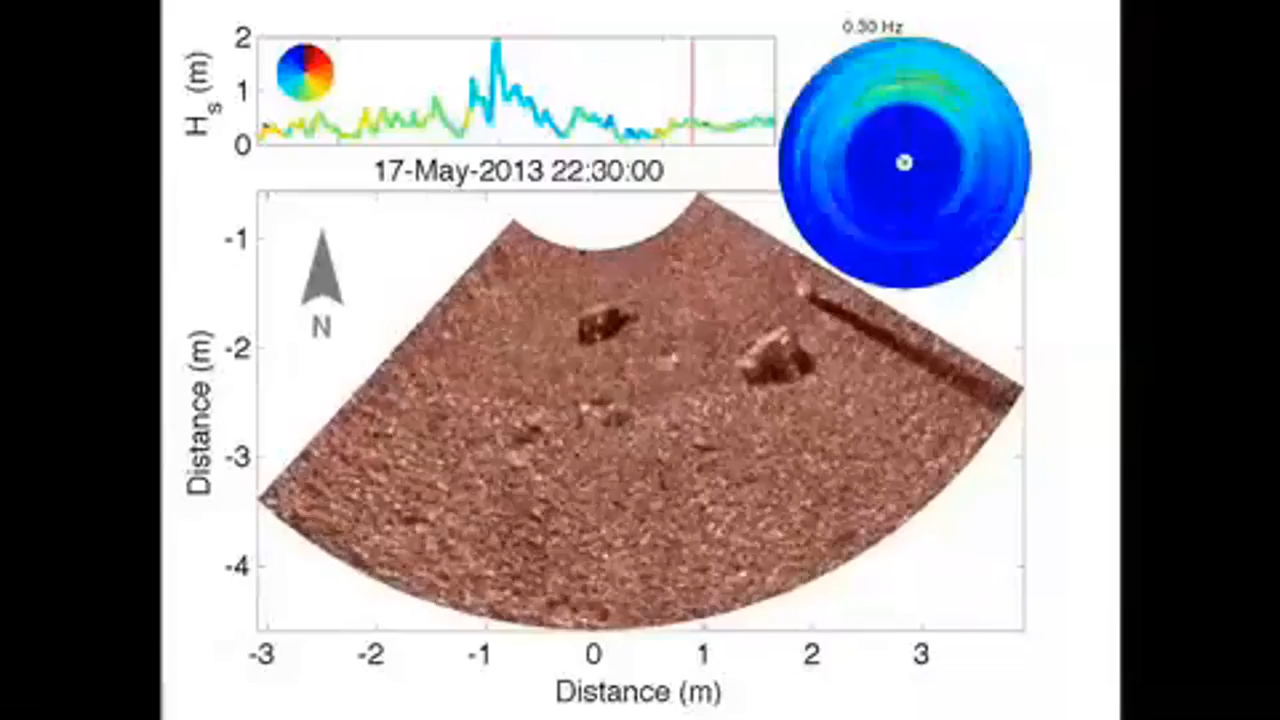 0.30 Hz
2
1
0
H_s (m)
17-May-2013 22:30:00
-1
-2
-3
-4
Distance (m)
N
-3 -2 -1 0 1 2 3
Distance (m)